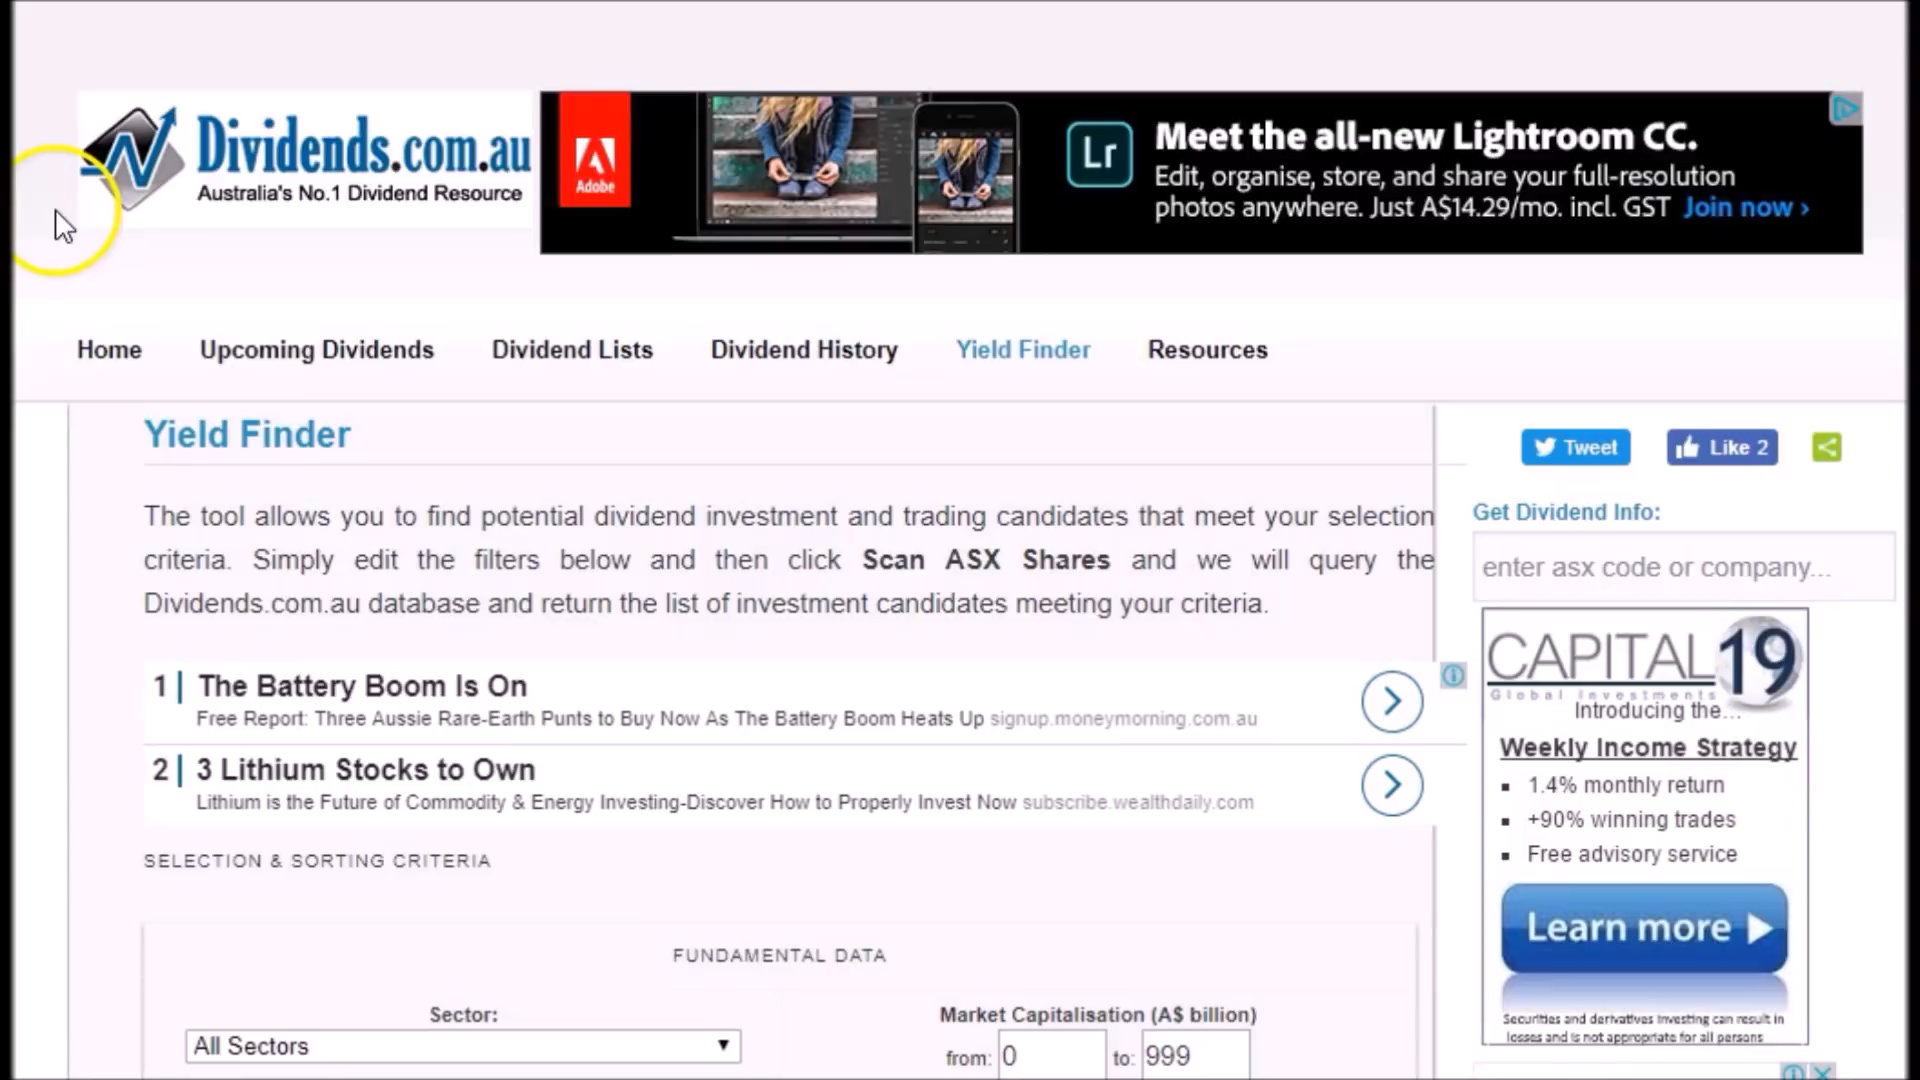 Dividends.com.au
Australia's No.1 Dividend Resource
Adobe
Lr
Meet the all-new Lightroom CC.
Edit, organise, store, and share your full-resolution
photos anywhere. Just A$14.29/mo. incl. GST Join now ›
Home Upcoming Dividends Dividend Lists Dividend History Yield Finder Resources
Yield Finder
The tool allows you to find potential dividend investment and trading candidates that meet your selection
criteria. Simply edit the filters below and then click Scan ASX Shares and we will query the
Dividends.com.au database and return the list of investment candidates meeting your criteria.
1 | The Battery Boom Is On
Free Report: Three Aussie Rare-Earth Punts to Buy Now As The Battery Boom Heats Up signup.moneymorning.com.au
2 | 3 Lithium Stocks to Own
Lithium is the Future of Commodity & Energy Investing-Discover How to Properly Invest Now subscribe.wealthdaily.com
SELECTION & SORTING CRITERIA
FUNDAMENTAL DATA
Sector:
All Sectors
Market Capitalisation (A$ billion)
from: 0 to: 999
Tweet Like 2
Get Dividend Info:
enter asx code or company...
CAPITAL 19
Global Investments
Introducing the...
Weekly Income Strategy
▪ 1.4% monthly return
▪ +90% winning trades
▪ Free advisory service
Learn more
Securities and derivatives investing can result in
losses and is not appropriate for all persons